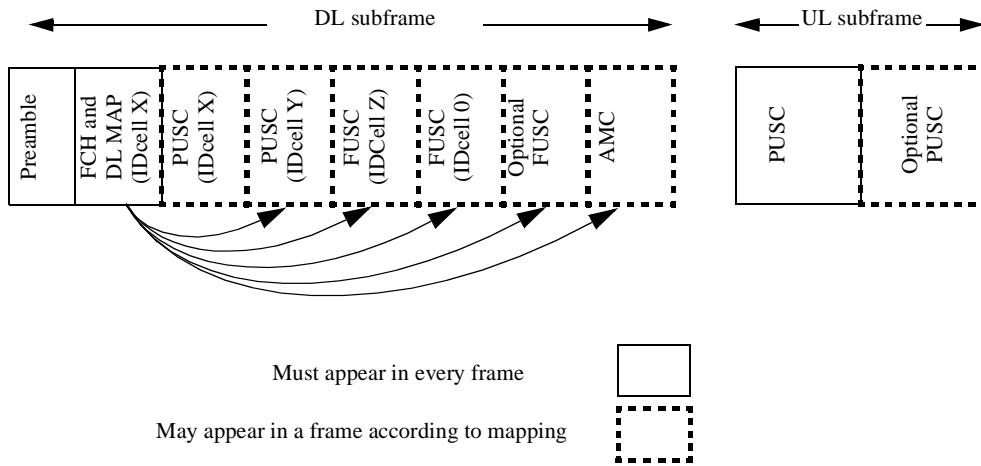 DL subframe
UL subframe
Preamble
FCH and
DL MAP
(IDcell X)
PUSC
(IDcell X)
PUSC
(IDcell Y)
FUSC
(IDCell Z)
FUSC
(IDcell 0)
Optional
FUSC
AMC
PUSC
Optional
PUSC
Must appear in every frame
May appear in a frame according to mapping